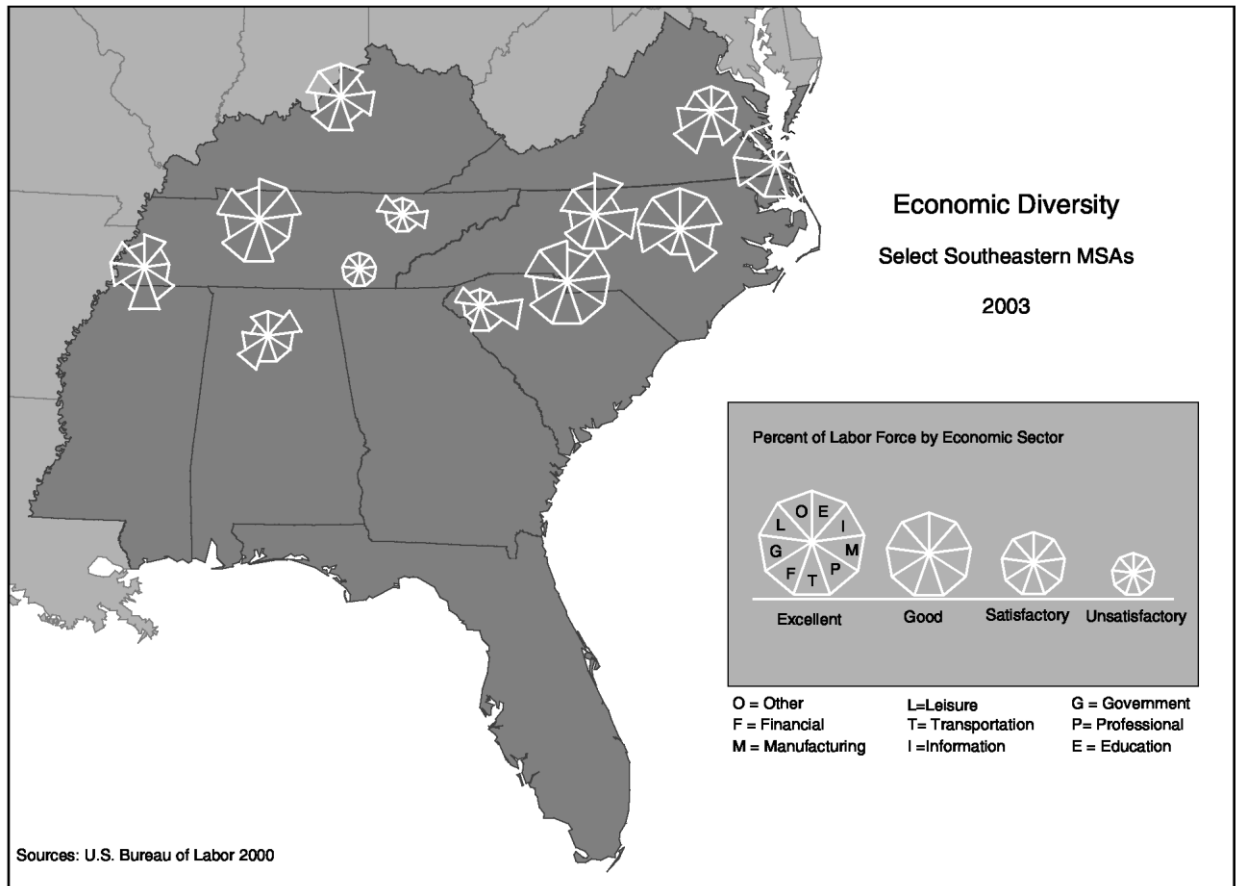 Economic Diversity
Select Southeastern MSAs
2003
Percent of Labor Force by Economic Sector
O E
L I
G M
F P
T
Excellent Good Satisfactory Unsatisfactory
O = Other L=Leisure G = Government
F = Financial T= Transportation P= Professional
M = Manufacturing I =Information E = Education
Sources: U.S. Bureau of Labor 2000